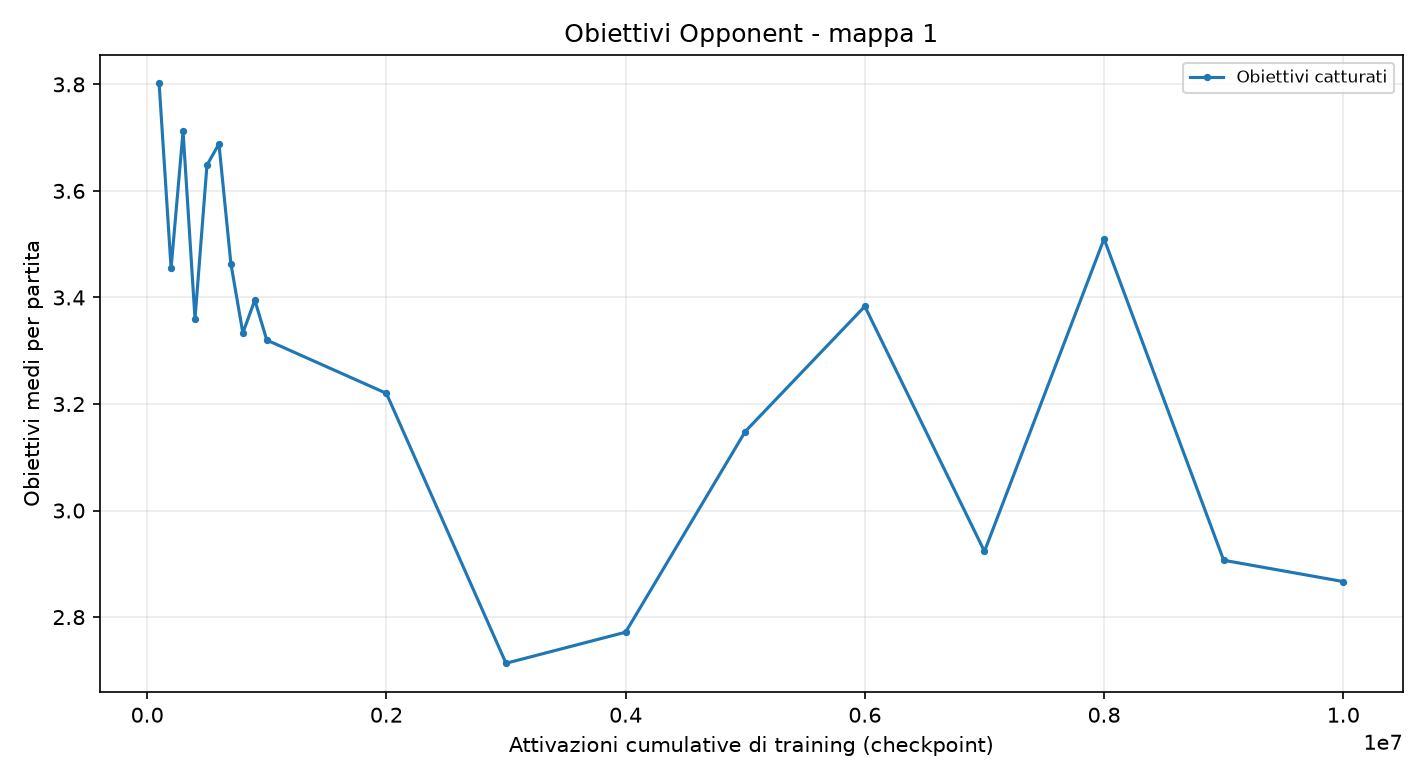 Obiettivi Opponent - mappa 1
Obiettivi catturati
Obiettivi medi per partita
3.8
3.6
3.4
3.2
3.0
2.8
0.0 0.2 0.4 0.6 0.8 1.0
1e7
Attivazioni cumulative di training (checkpoint)